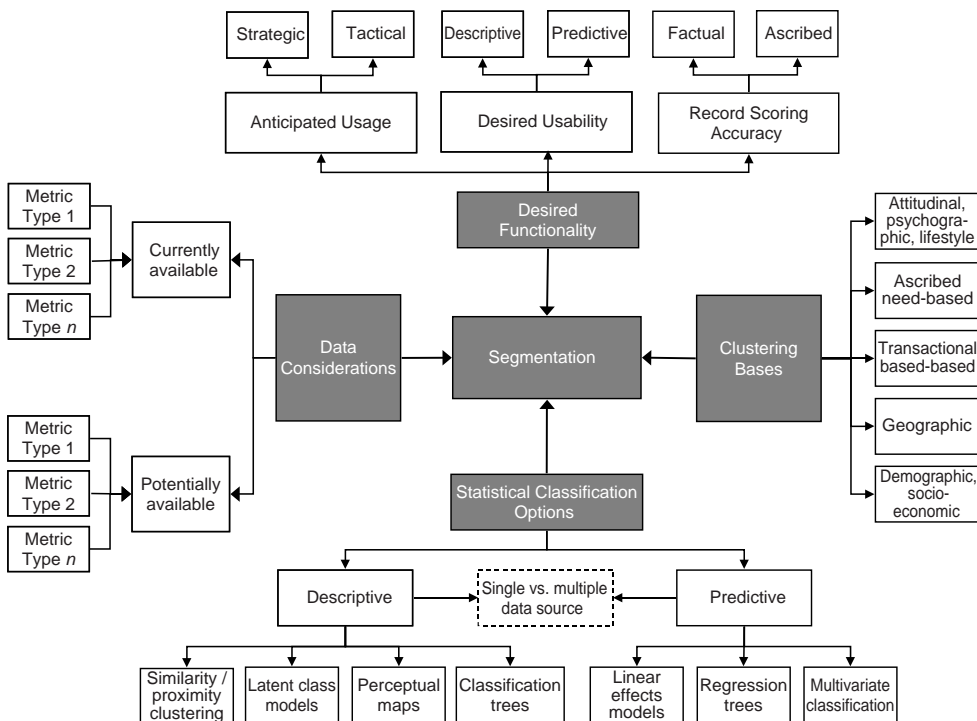 Strategic
Tactical
Descriptive
Predictive
Factual
Ascribed
Anticipated Usage
Desired Usability
Record Scoring
Accuracy
Desired
Functionality
Metric
Type 1
Metric
Type 2
Metric
Type n
Currently
available
Data
Considerations
Segmentation
Clustering
Bases
Attitudinal,
psychogra-
phic, lifestyle
Ascribed
need-based
Transactional
based-based
Geographic
Demographic,
socio-
economic
Metric
Type 1
Metric
Type 2
Metric
Type n
Potentially
available
Statistical Classification
Options
Descriptive
Single vs. multiple
data source
Predictive
Similarity /
proximity
clustering
Latent class
models
Perceptual
maps
Classification
trees
Linear
effects
models
Regression
trees
Multivariate
classification